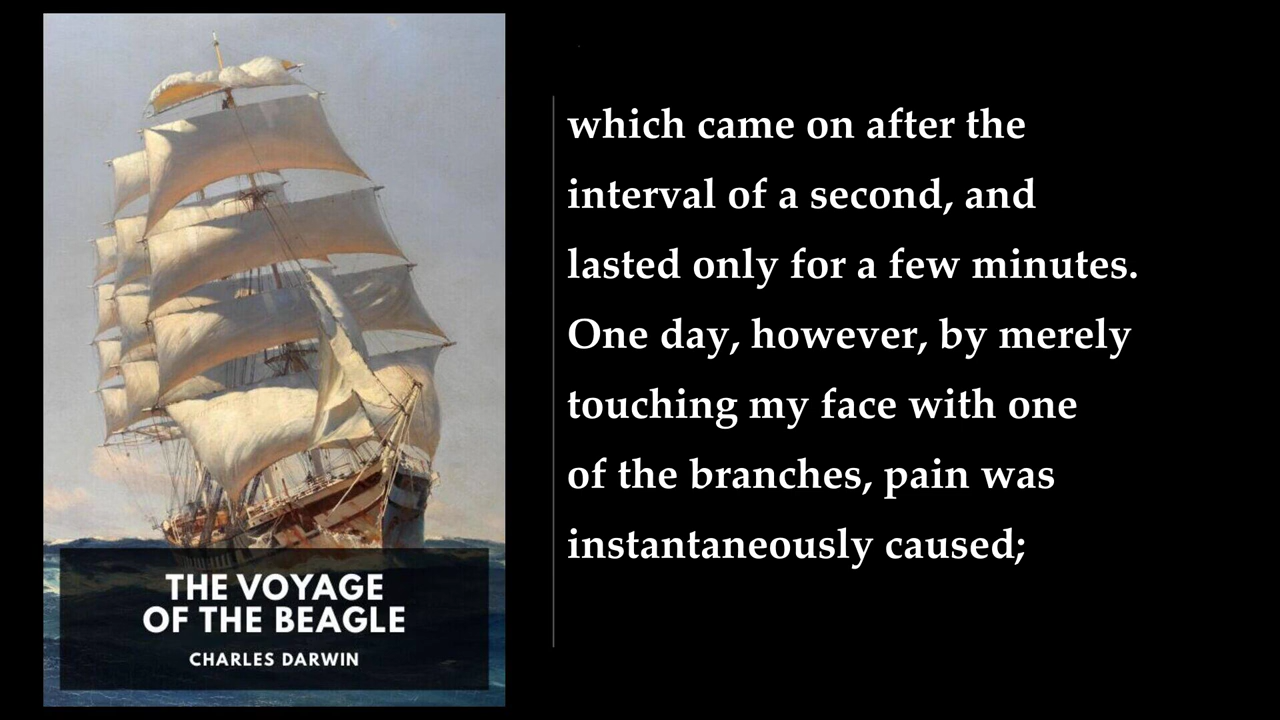 THE VOYAGE
OF THE BEAGLE
CHARLES DARWIN
which came on after the
interval of a second, and
lasted only for a few minutes.
One day, however, by merely
touching my face with one
of the branches, pain was
instantaneously caused;